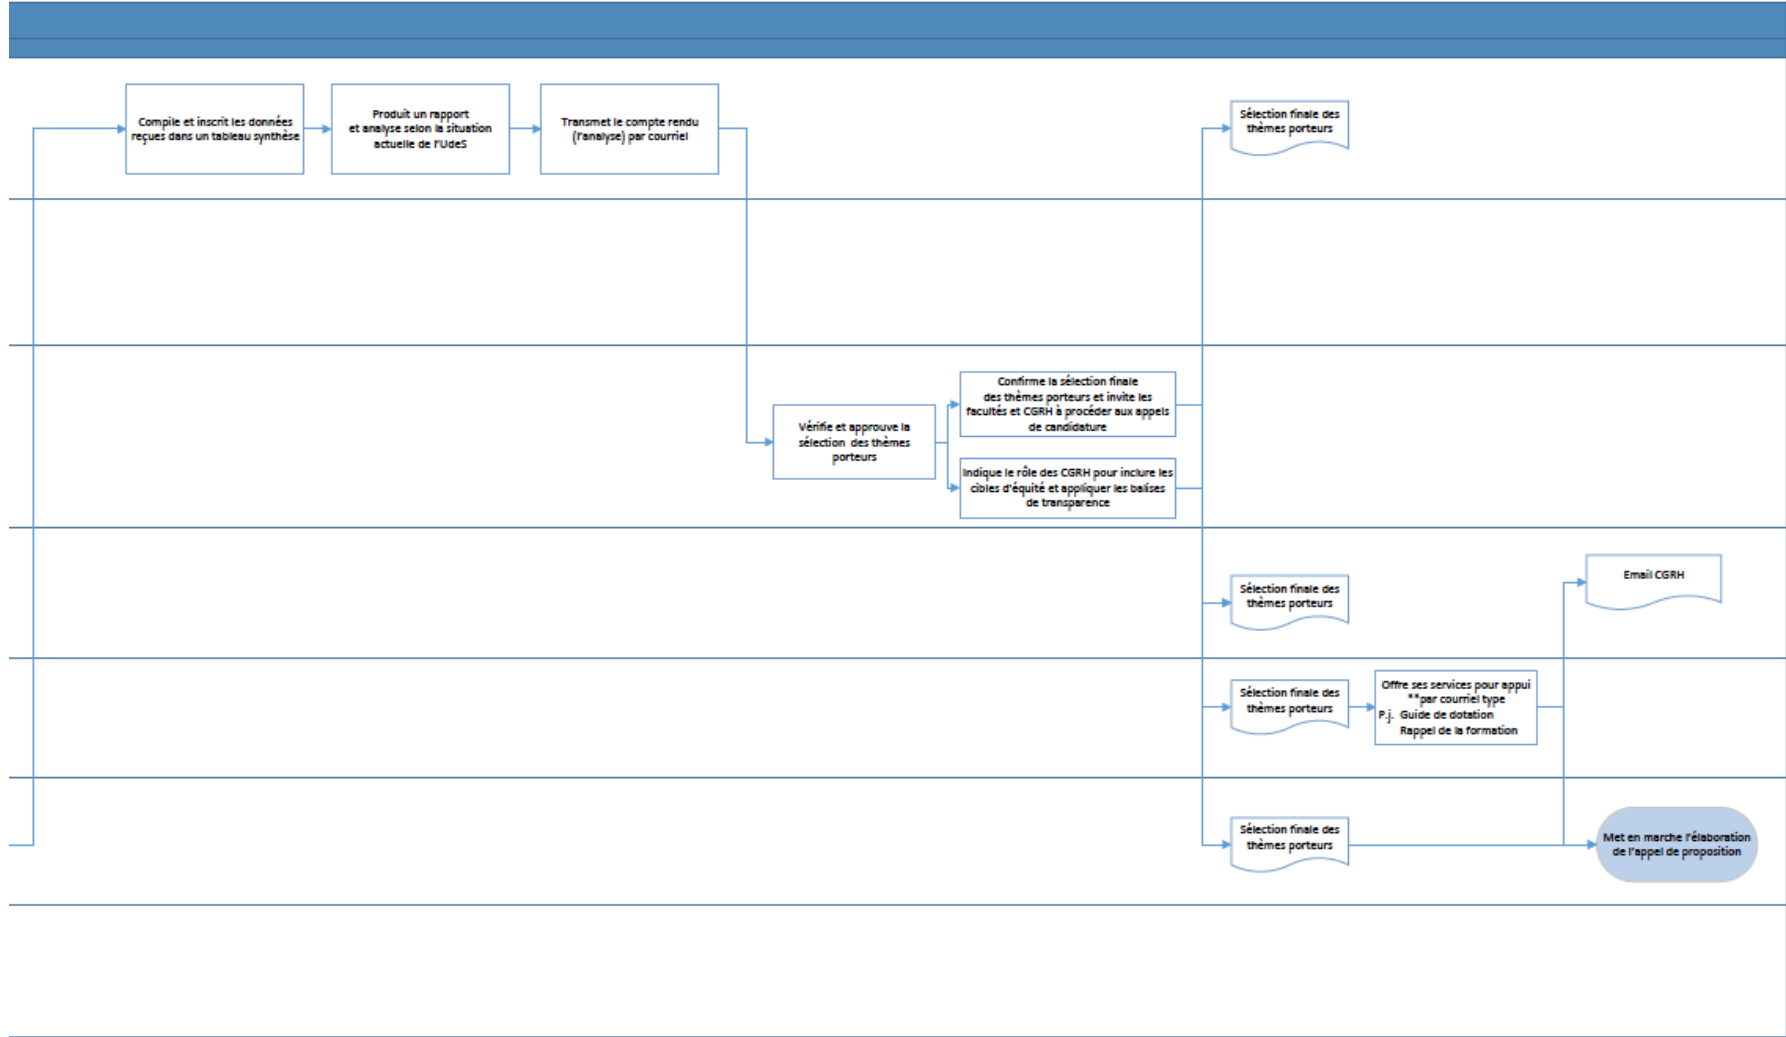 Compile et inscrit les données
reçues dans un tableau synthèse
Produit un rapport
et analyse selon la situation
actuelle de l'UdeS
Transmet le compte rendu
(l'analyse) par courriel
Sélection finale des
thèmes porteurs
Vérifie et approuve la
sélection des thèmes
porteurs
Confirme la sélection finale
des thèmes porteurs et invite les
facultés et CGRH à procéder aux appels
de candidature
Indique le rôle des CGRH pour inclure les
cibles d'équité et appliquer les balises
de transparence
Sélection finale des
thèmes porteurs
Email CGRH
Sélection finale des
thèmes porteurs
Offre ses services pour appui
**par courriel type
P.j. Guide de dotation
Rappel de la formation
Sélection finale des
thèmes porteurs
Met en marche l'élaboration
de l'appel de proposition